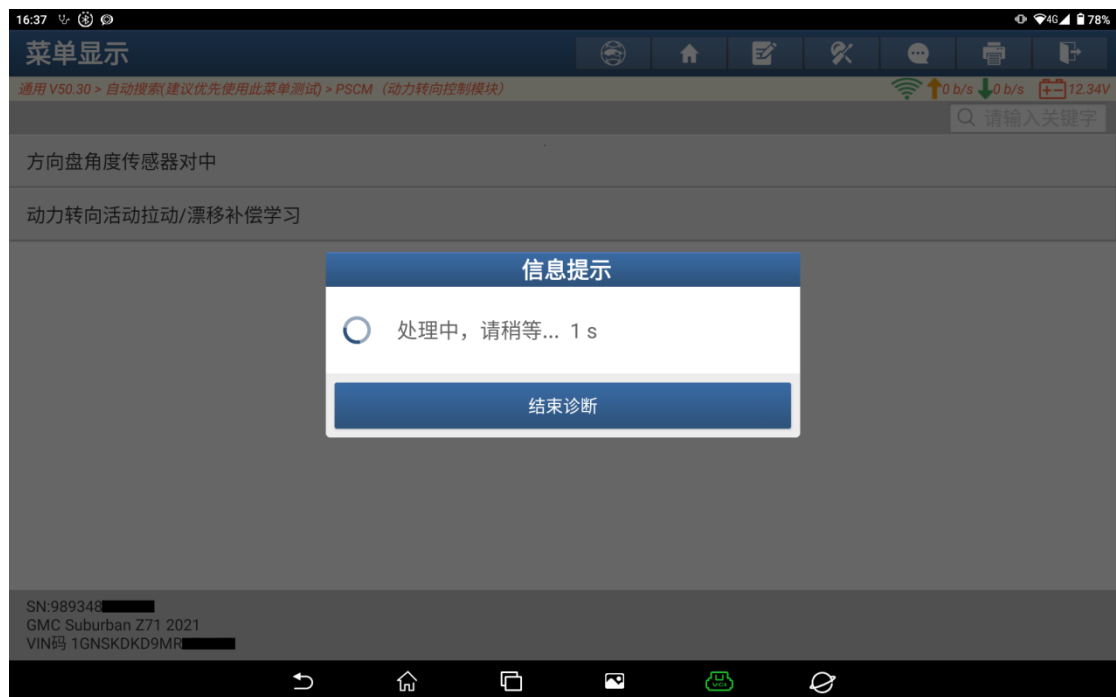 16:37
4G 78%
菜单显示
通用 V50.30 > 自动搜索(建议优先使用此菜单测试) > PSCM（动力转向控制模块）
0 b/s 0 b/s 12.34V
请输入关键字
方向盘角度传感器对中
动力转向活动拉动/漂移补偿学习
信息提示
处理中，请稍等... 1 s
结束诊断
SN:989348
GMC Suburban Z71 2021
VIN码 1GNSKDKD9MR
VCI